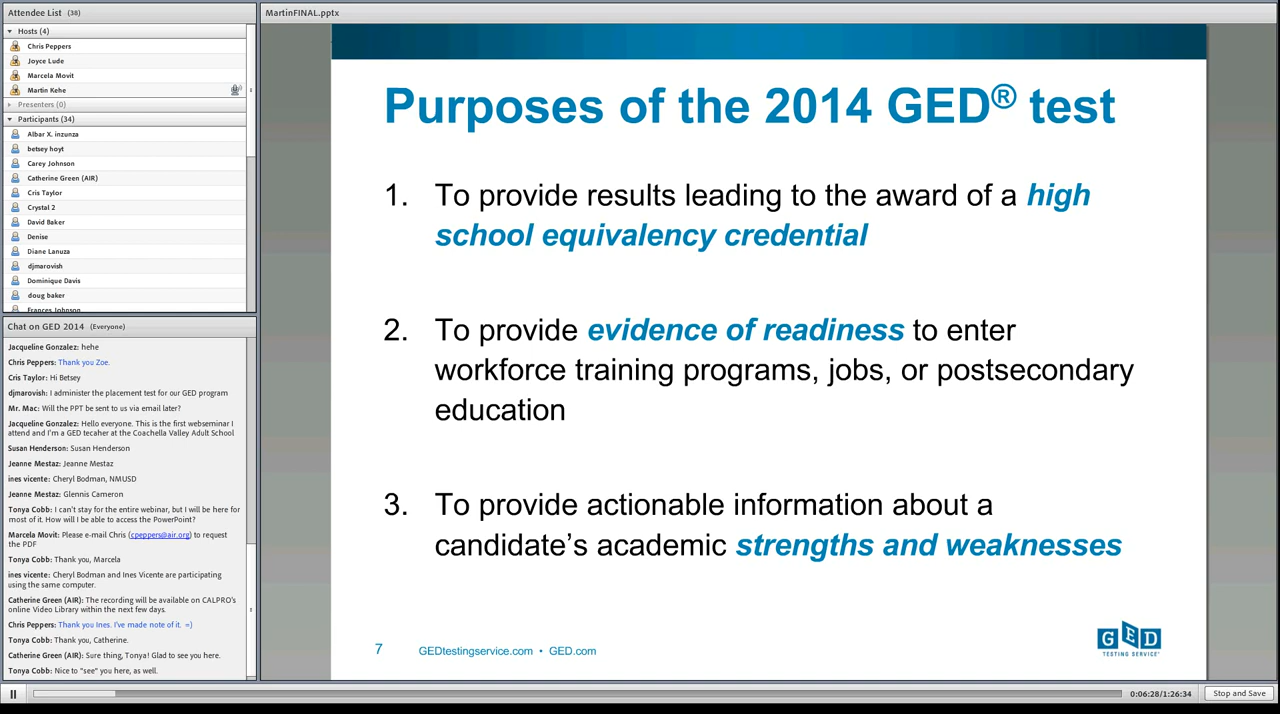 Attendee List (38)
Hosts (4)
Chris Peppers
Joyce Lude
Marcela Movit
Martin Kehe
Presenters (0)
Participants (34)
Albar X. inzunza
betsey hoyt
Carey Johnson
Catherine Green (AIR)
Cris Taylor
Crystal 2
David Baker
Denise
Diane Lanuza
djmarovish
Dominique Davis
doug baker
Frances Johnson
Chat on GED 2014 (Everyone)
Jacqueline Gonzalez: hehe
Chris Peppers: Thank you Zoe.
Cris Taylor: Hi Betsey
djmarovish: I administer the placement test for our GED program
Mr. Mac: Will the PPT be sent to us via email later?
Jacqueline Gonzalez: Hello everyone. This is the first webseminar I
attend and I'm a GED tecaher at the Coachella Valley Adult School
Susan Henderson: Susan Henderson
Jeanne Mestaz: Jeanne Mestaz
ines vicente: Cheryl Bodman, NMUSD
Jeanne Mestaz: Glennis Cameron
Tonya Cobb: I can't stay for the entire webinar, but I will be here for
most of it. How will I be able to access the PowerPoint?
Marcela Movit: Please e-mail Chris (cpeppers@air.org) to request
the PDF
Tonya Cobb: Thank you, Marcela
ines vicente: Cheryl Bodman and Ines Vicente are participating
using the same computer.
Catherine Green (AIR): The recording will be available on CALPRO's
online Video Library within the next few days.
Chris Peppers: Thank you Ines. I've made note of it. =)
Tonya Cobb: Thank you, Catherine.
Catherine Green (AIR): Sure thing, Tonya! Glad to see you here.
Tonya Cobb: Nice to "see" you here, as well.
MartinFINAL.pptx
Purposes of the 2014 GED® test
1. To provide results leading to the award of a high
school equivalency credential
2. To provide evidence of readiness to enter
workforce training programs, jobs, or postsecondary
education
3. To provide actionable information about a
candidate's academic strengths and weaknesses
7
GEDtestingservice.com • GED.com
GED
TESTING SERVICE
0:06:28/1:26:34
Stop and Save